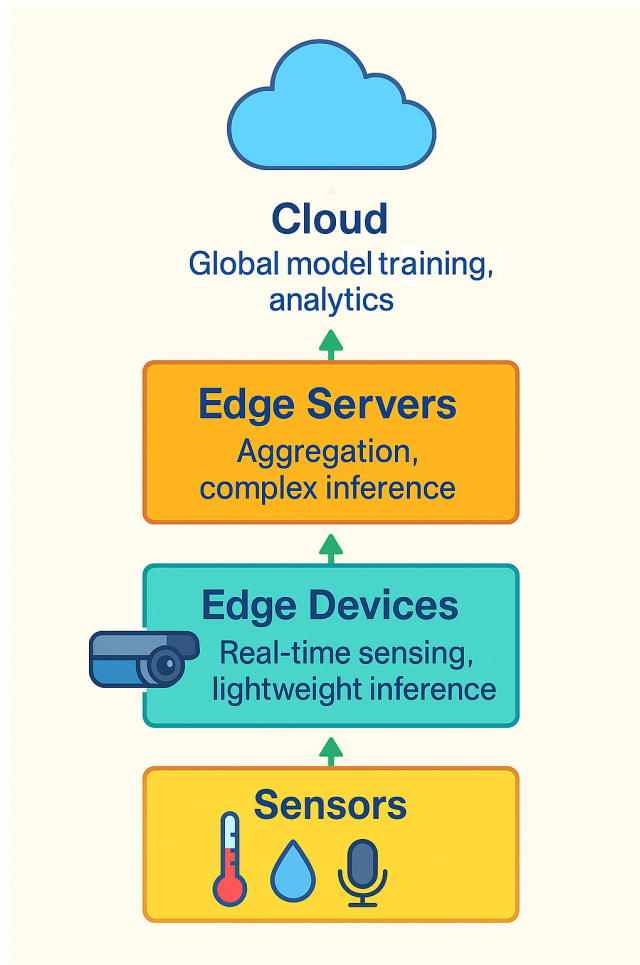 Cloud
Global model training,
analytics
Edge Servers
Aggregation,
complex inference
Edge Devices
Real-time sensing,
lightweight inference
Sensors